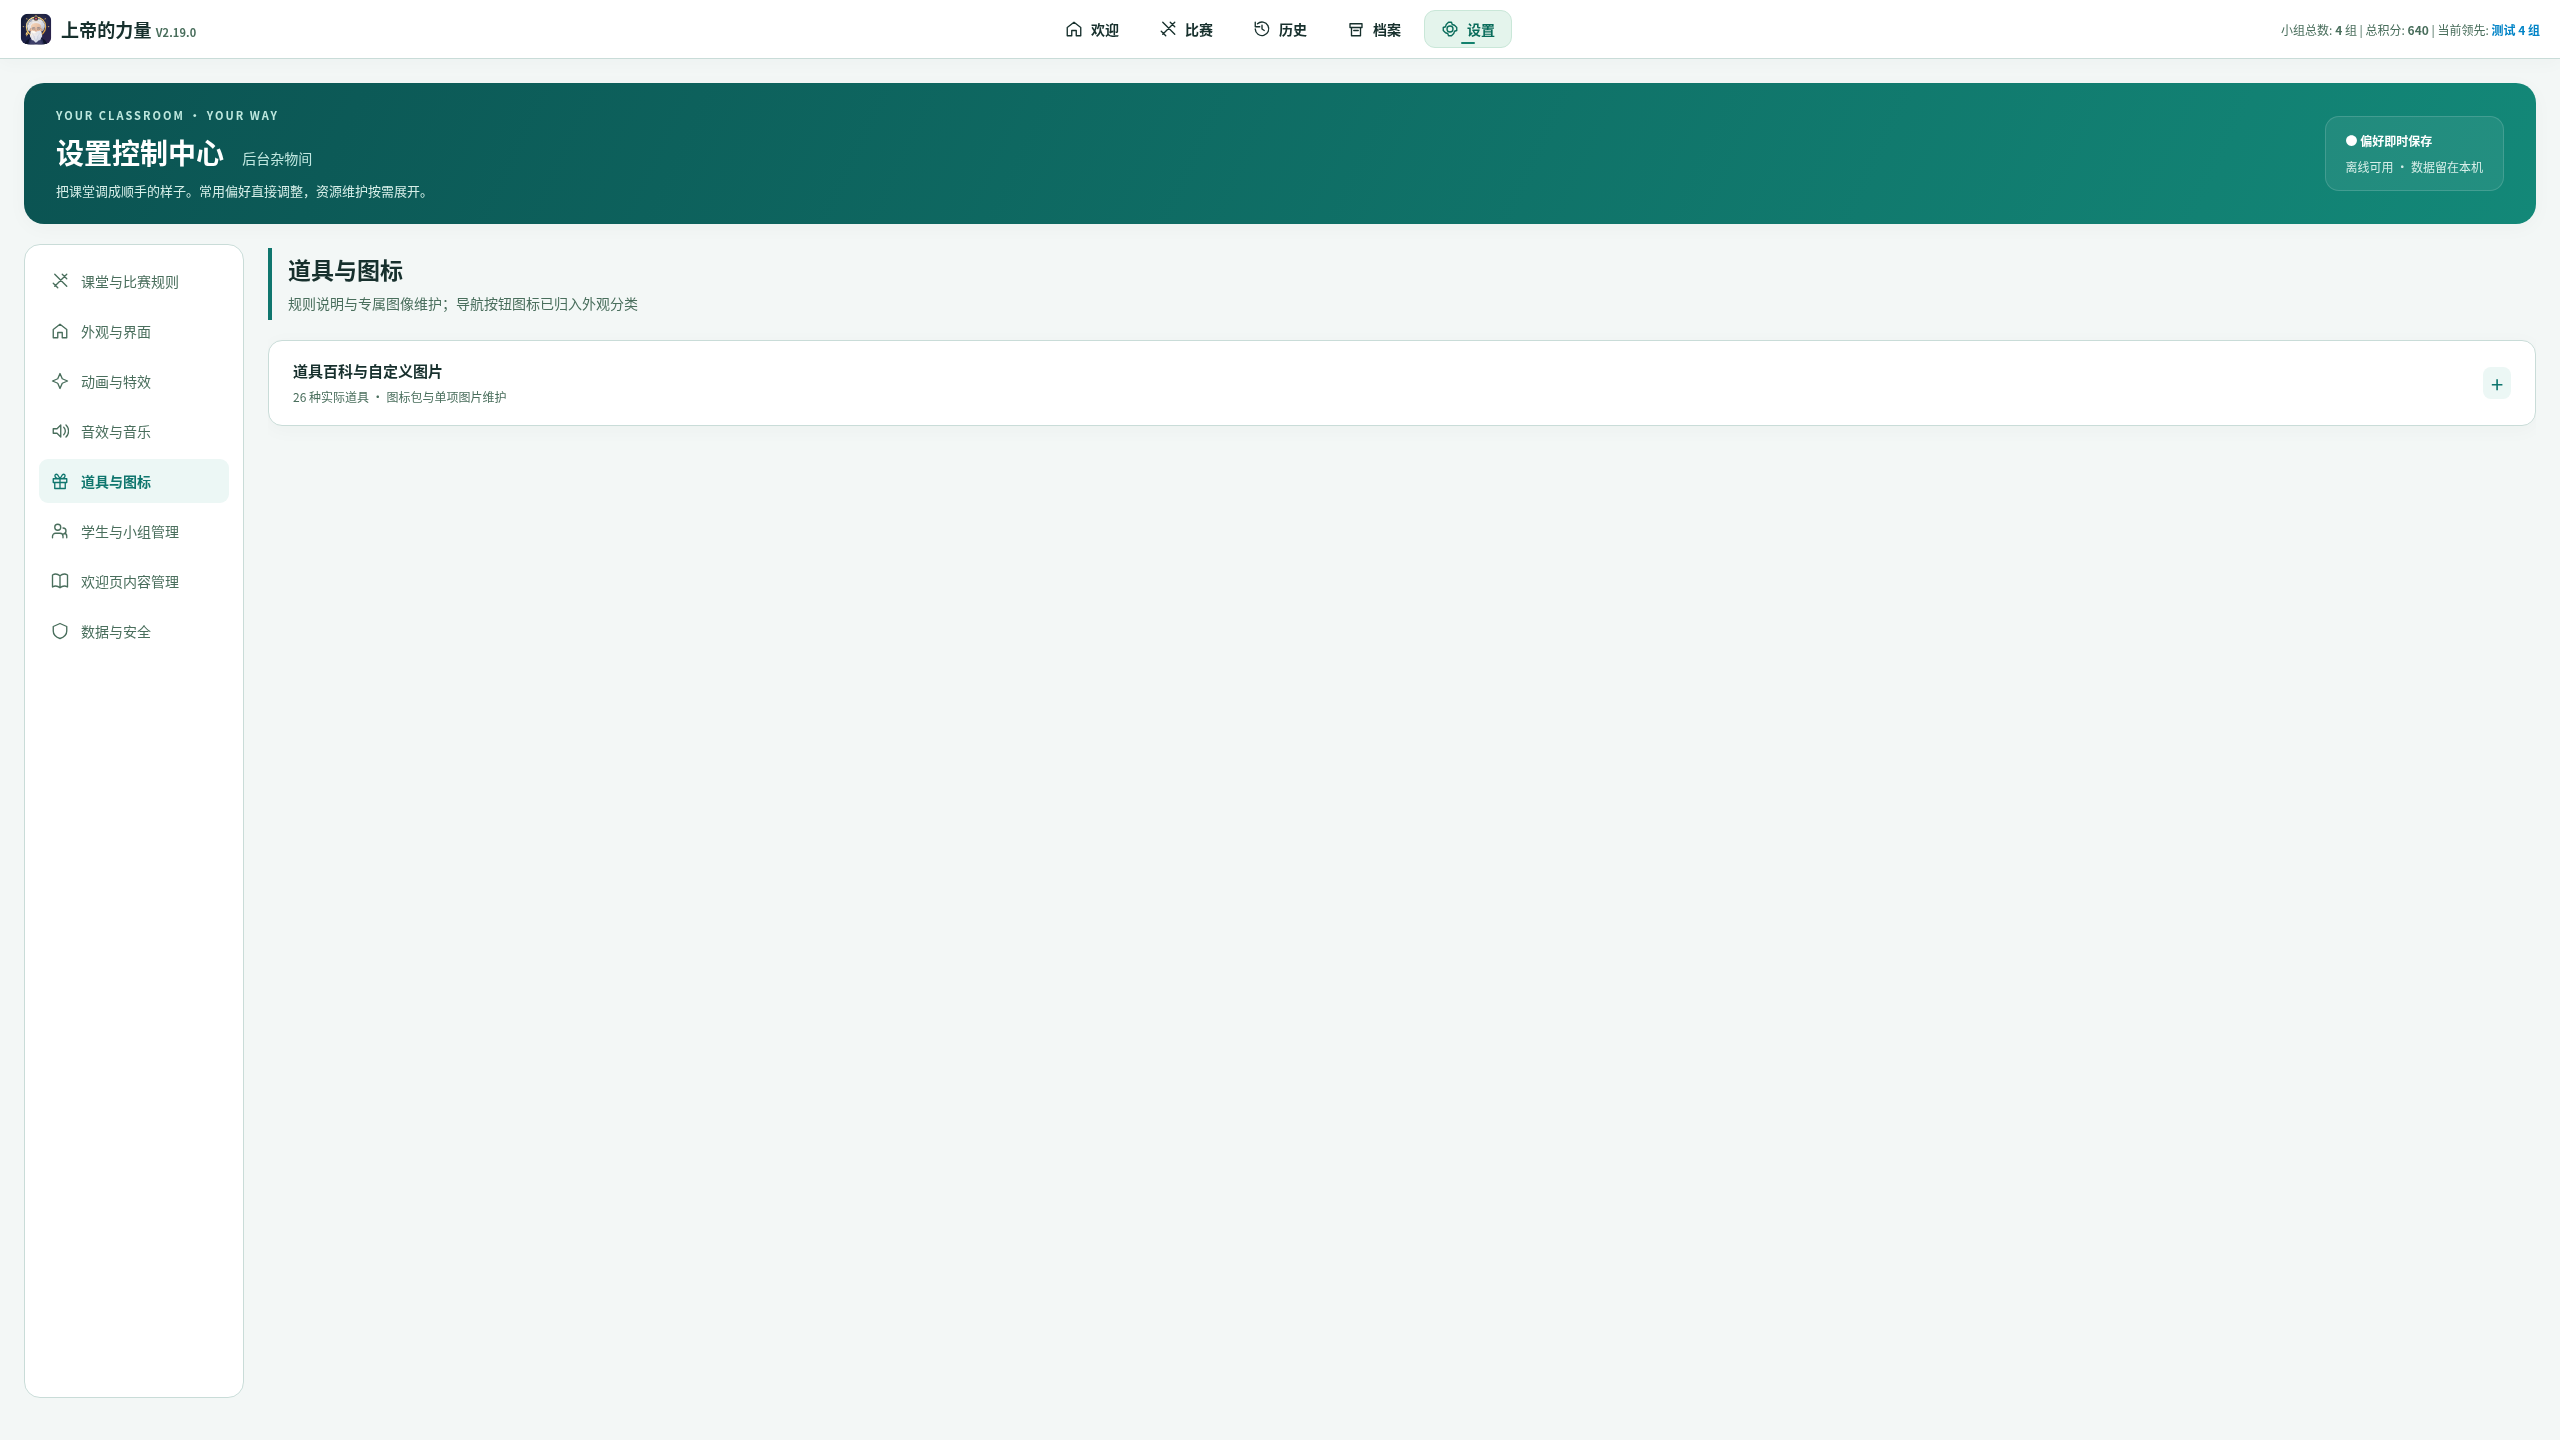 上帝的力量 V2.19.0
欢迎
比赛
历史
档案
设置
小组总数: 4 组 | 总积分: 640 | 当前领先: 测试 4 组
YOUR CLASSROOM · YOUR WAY
设置控制中心 后台杂物间
把课堂调成顺手的样子。常用偏好直接调整，资源维护按需展开。
偏好即时保存
离线可用 · 数据留在本机
课堂与比赛规则
外观与界面
动画与特效
音效与音乐
道具与图标
学生与小组管理
欢迎页内容管理
数据与安全
道具与图标
规则说明与专属图像维护；导航按钮图标已归入外观分类
道具百科与自定义图片
26 种实际道具 · 图标包与单项图片维护
+